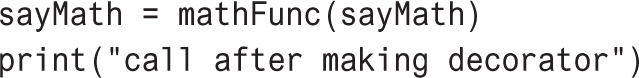 sayMath = mathFunc(sayMath)
print("call after making decorator")